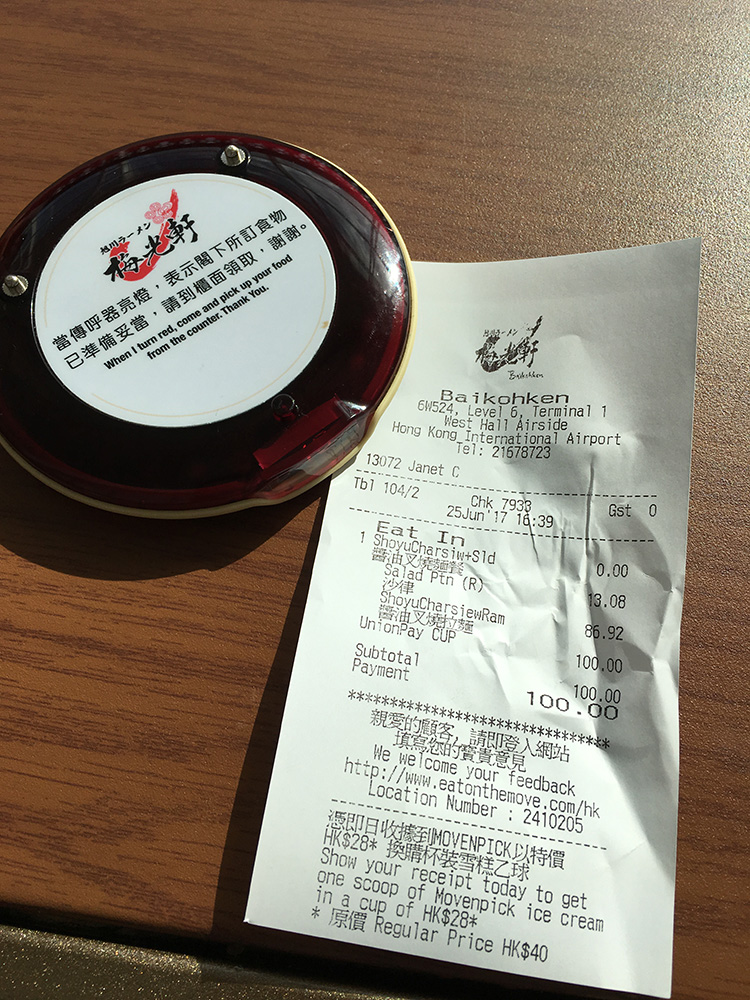 旭川ラーメン
梅光軒
當傳呼器亮燈，表示閣下所訂食物
已準備妥當，請到櫃面領取，謝謝。
When I turn red, come and pick up your food
from the counter. Thank You.
旭川ラーメン
梅光軒
Baikohken
Baikohken
6W524, Level 6, Terminal 1
West Hall Airside
Hong Kong International Airport
Tel: 21678723
13072 Janet C
Tbl 104/2 Chk 7933 Gst 0
25Jun'17 16:39
Eat In
1 ShoyuCharsiw+Sld 0.00
醬油叉燒麵餐
Salad Ptn (R) 13.08
沙律
ShoyuCharsiewRam 86.92
醬油叉燒拉麵
UnionPay CUP 100.00
Subtotal 100.00
Payment 100.00
******************************
親愛的顧客, 請即登入網站
填寫您的寶貴意見
We welcome your feedback
http://www.eatonthemove.com/hk
Location Number : 2410205
憑即日收據到MOVENPICK以特價
HK$28* 換購杯裝雪糕乙球
Show your receipt today to get
one scoop of Movenpick ice cream
in a cup of HK$28*
* 原價 Regular Price HK$40